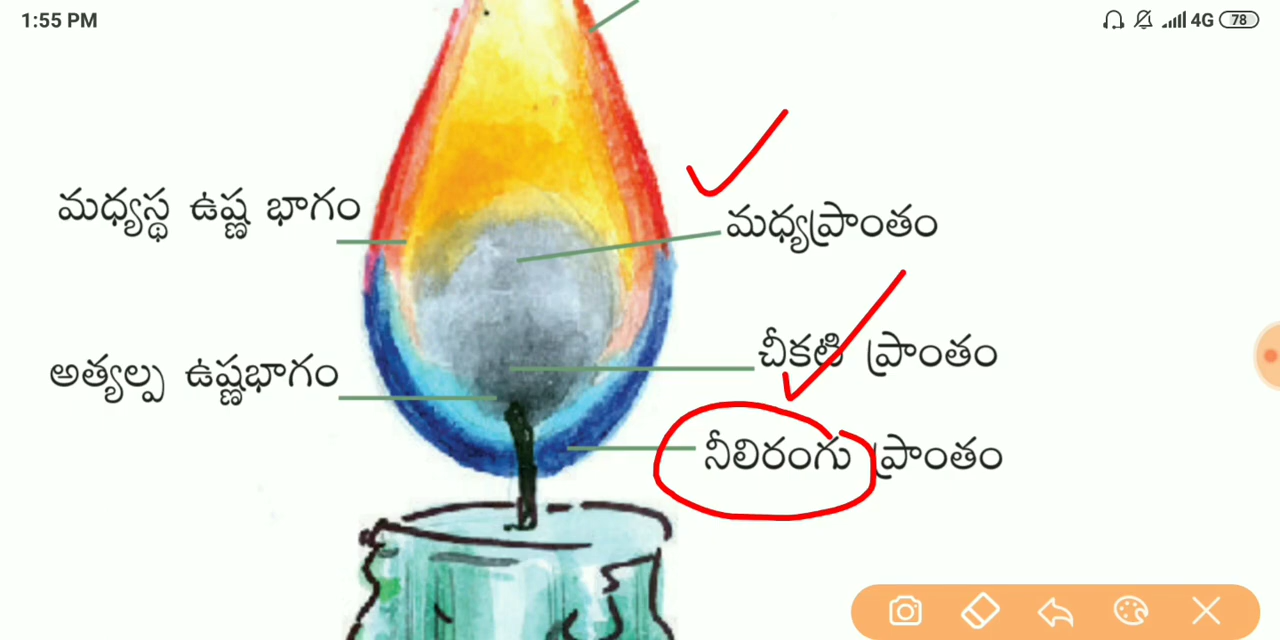 1:55 PM
4G 78
మధ్యస్థ ఉష్ణ భాగం
మధ్యప్రాంతం
చీకటి ప్రాంతం
అత్యల్ప ఉష్ణభాగం
నీలిరంగు ప్రాంతం